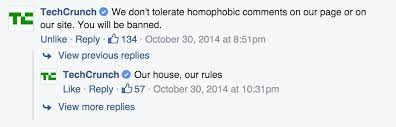 TechCrunch We don't tolerate homophobic comments on our page or on
our site. You will be banned.
Unlike · Reply · 134 · October 30, 2014 at 8:51pm
View previous replies
TC TechCrunch Our house, our rules
Like · Reply · 57 · October 30, 2014 at 10:31pm
View more replies